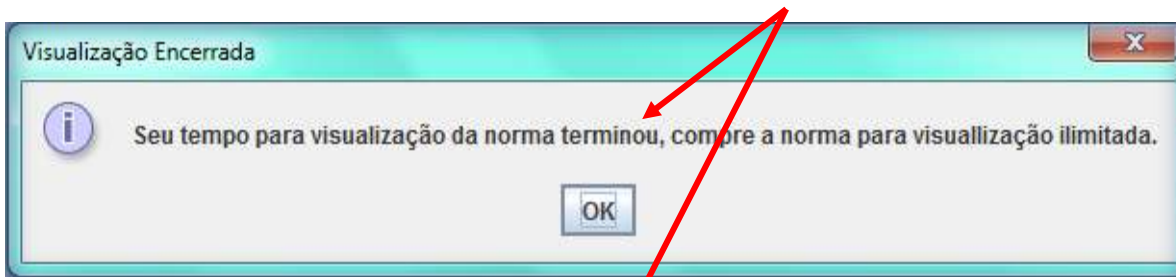 Visualização Encerrada
Seu tempo para visualização da norma terminou, compre a norma para visuallização ilimitada.
OK